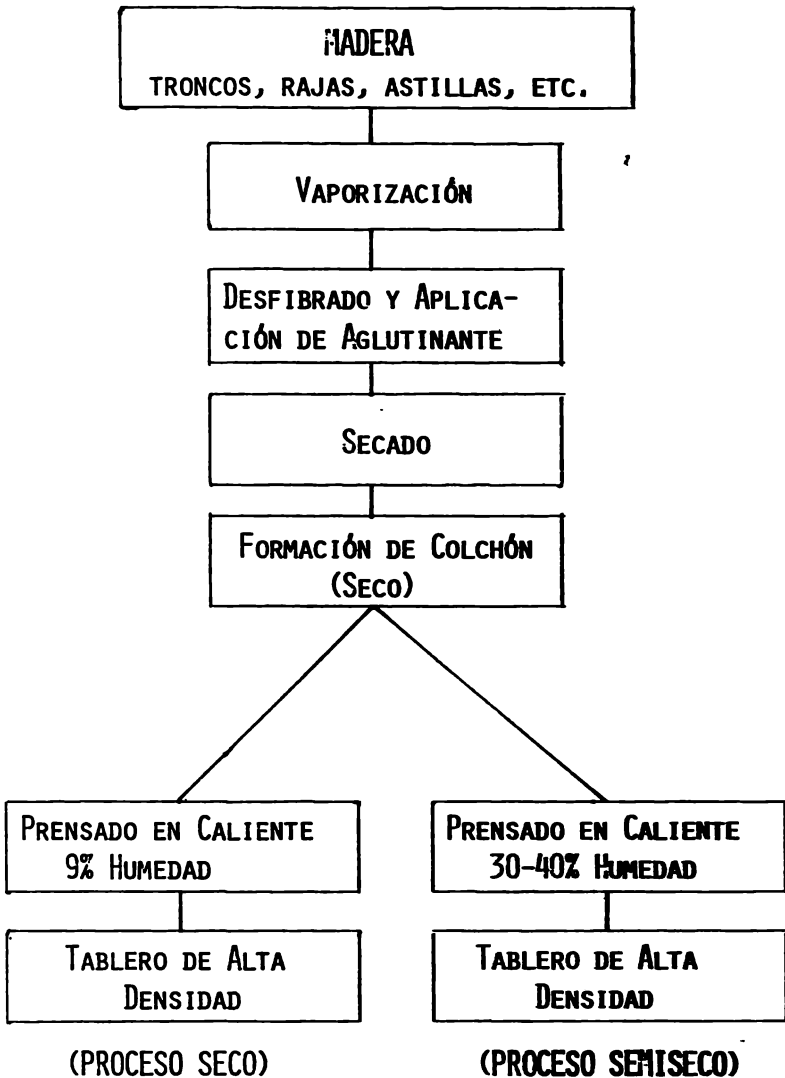 MADERA
TRONCOS, RAJAS, ASTILLAS, ETC.
VAPORIZACIÓN
DESFIBRADO Y APLICA-
CIÓN DE AGLUTINANTE
SECADO
FORMACIÓN DE COLCHÓN
(SECO)
PRENSADO EN CALIENTE
9% HUMEDAD
TABLERO DE ALTA
DENSIDAD
(PROCESO SECO)
PRENSADO EN CALIENTE
30-40% HUMEDAD
TABLERO DE ALTA
DENSIDAD
(PROCESO SEMISECO)